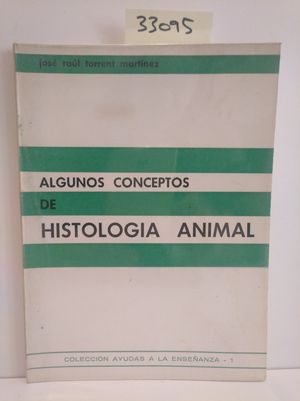 33095
josé raúl torrent martínez
ALGUNOS CONCEPTOS
DE
HISTOLOGIA ANIMAL
COLECCION AYUDAS A LA ENSEÑANZA - 1